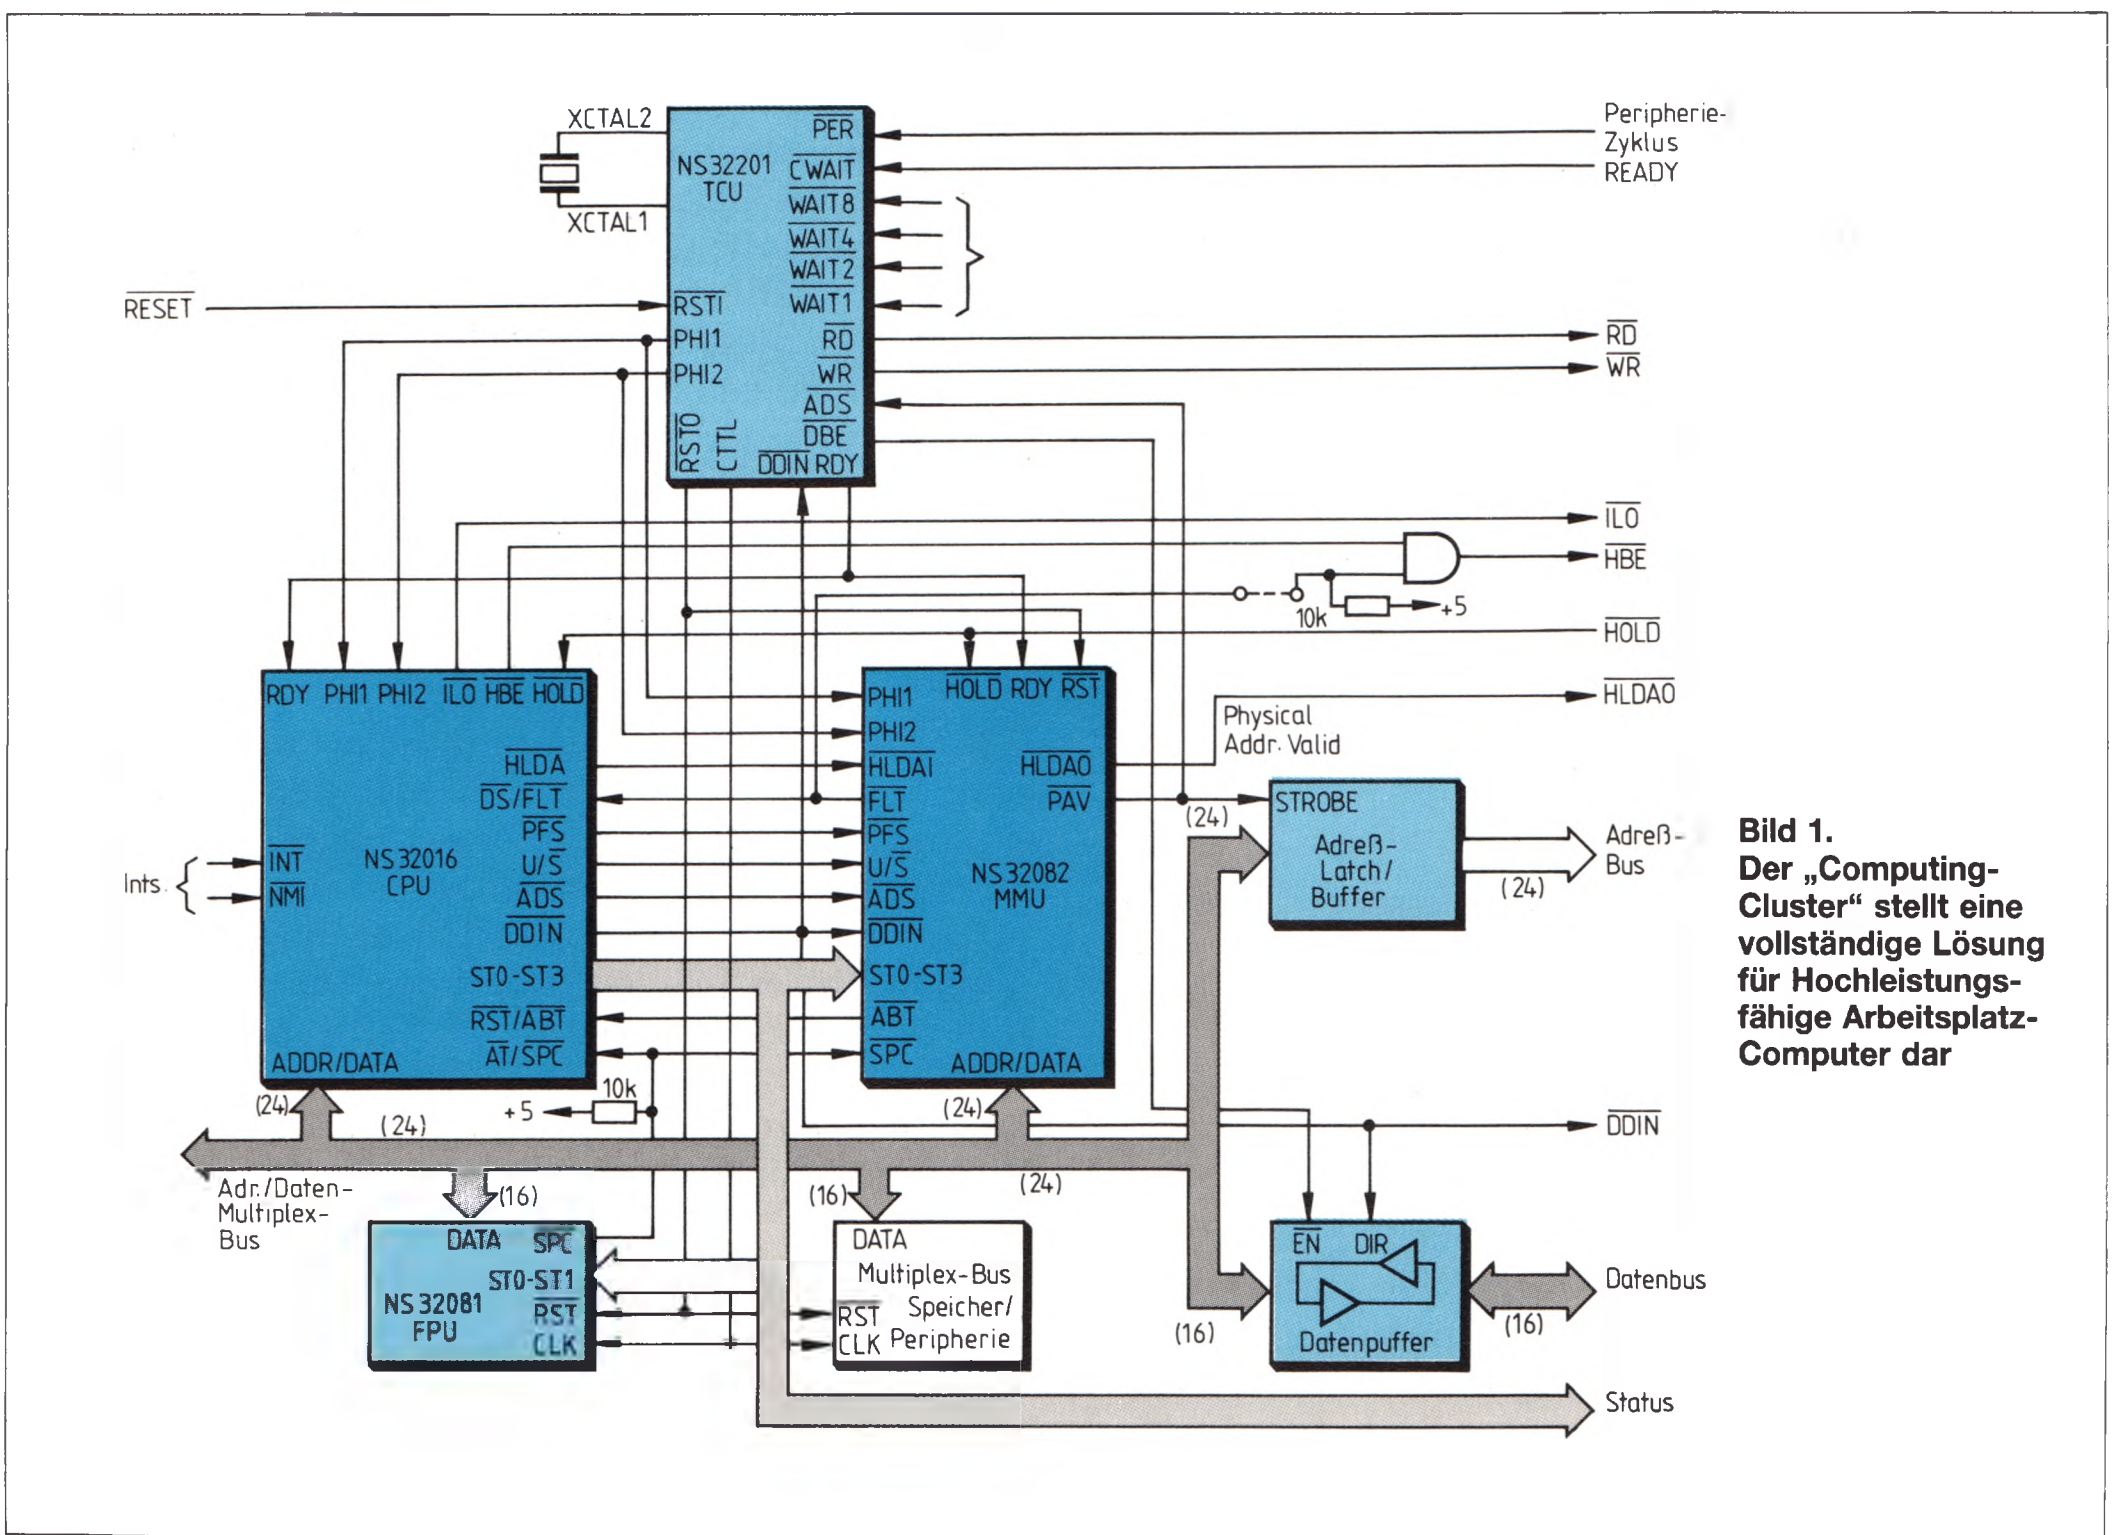 XCTAL2
XCTAL1
NS32201
TCU
PER
CWAIT
WAIT8
WAIT4
WAIT2
WAIT1
RD
WR
ADS
DBE
DDIN RDY
RSTI
PHI1
PHI2
RSTO
CTTL
RESET
Peripherie-
Zyklus
READY
RD
WR
ILO
HBE
10k
+5
HOLD
HLDAO
RDY PHI1 PHI2 ILO HBE HOLD
HLDA
DS/FLT
PFS
U/S
ADS
DDIN
ST0-ST3
RST/ABT
AT/SPC
NS32016
CPU
INT
NMI
Ints.
ADDR/DATA
HOLD RDY RST
PHI1
PHI2
HLDAI
FLT
PFS
U/S
ADS
DDIN
ST0-ST3
ABT
SPC
HLDAO
PAV
NS32082
MMU
ADDR/DATA
Physical
Addr. Valid
(24)
STROBE
Adreß-
Latch/
Buffer
(24)
Adreß-
Bus
10k
+5
(24)
(24)
(24)
(24)
DDIN
Adr./Daten-
Multiplex-
Bus
(16)
(16)
DATA SPC
ST0-ST1
NS32081
FPU
RST
CLK
DATA
Multiplex-Bus
Speicher/
Peripherie
RST
CLK
(16)
EN DIR
Datenpuffer
(16)
Datenbus
Status
Bild 1.
Der „Computing-
Cluster“ stellt eine
vollständige Lösung
für Hochleistungs-
fähige Arbeitsplatz-
Computer dar